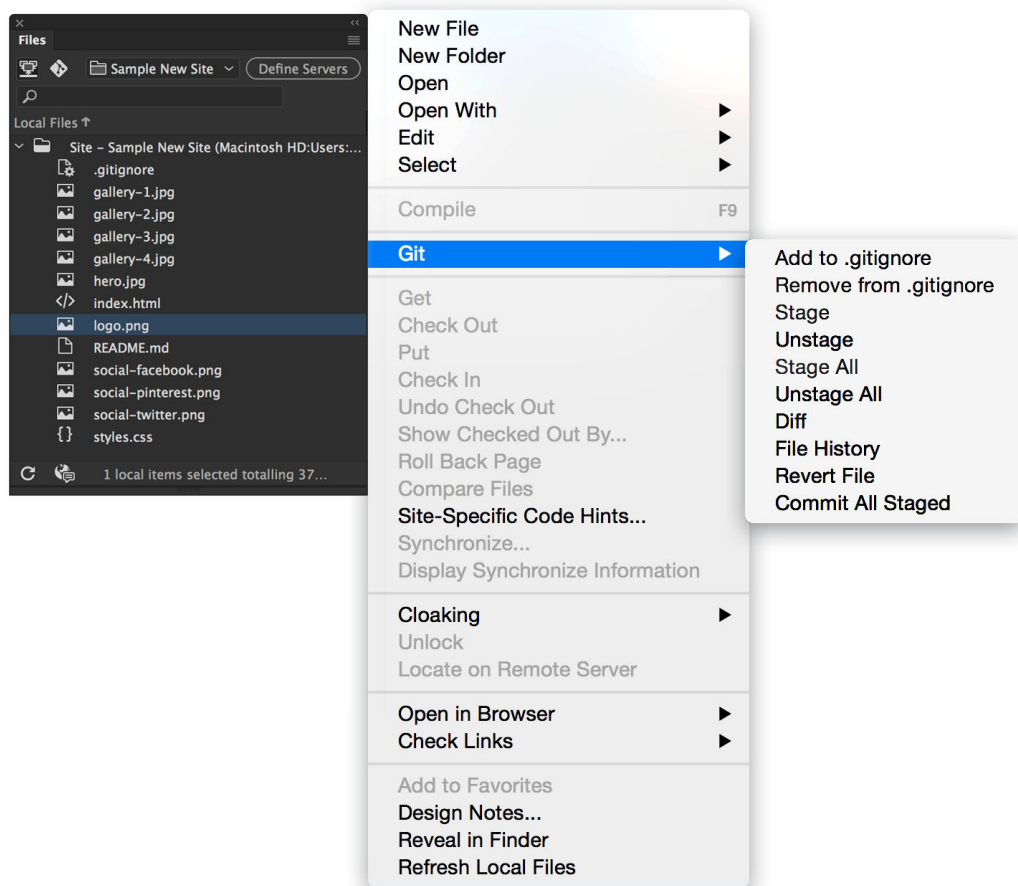 Files
Sample New Site
Define Servers
Local Files ↑
Site – Sample New Site (Macintosh HD:Users:...
.gitignore
gallery-1.jpg
gallery-2.jpg
gallery-3.jpg
gallery-4.jpg
hero.jpg
index.html
logo.png
README.md
social-facebook.png
social-pinterest.png
social-twitter.png
styles.css
1 local items selected totalling 37...
New File
New Folder
Open
Open With
Edit
Select
Compile F9
Git
Get
Check Out
Put
Check In
Undo Check Out
Show Checked Out By...
Roll Back Page
Compare Files
Site-Specific Code Hints...
Synchronize...
Display Synchronize Information
Cloaking
Unlock
Locate on Remote Server
Open in Browser
Check Links
Add to Favorites
Design Notes...
Reveal in Finder
Refresh Local Files
Add to .gitignore
Remove from .gitignore
Stage
Unstage
Stage All
Unstage All
Diff
File History
Revert File
Commit All Staged